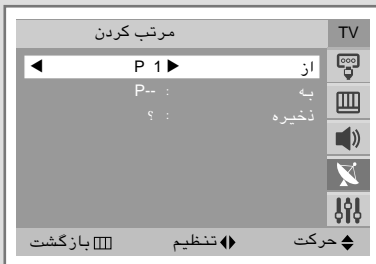 مرتب کردن
TV
از ◀ P 1 ▶
به : P--
ذخیره : ؟
حرکت تنظیم بازگشت